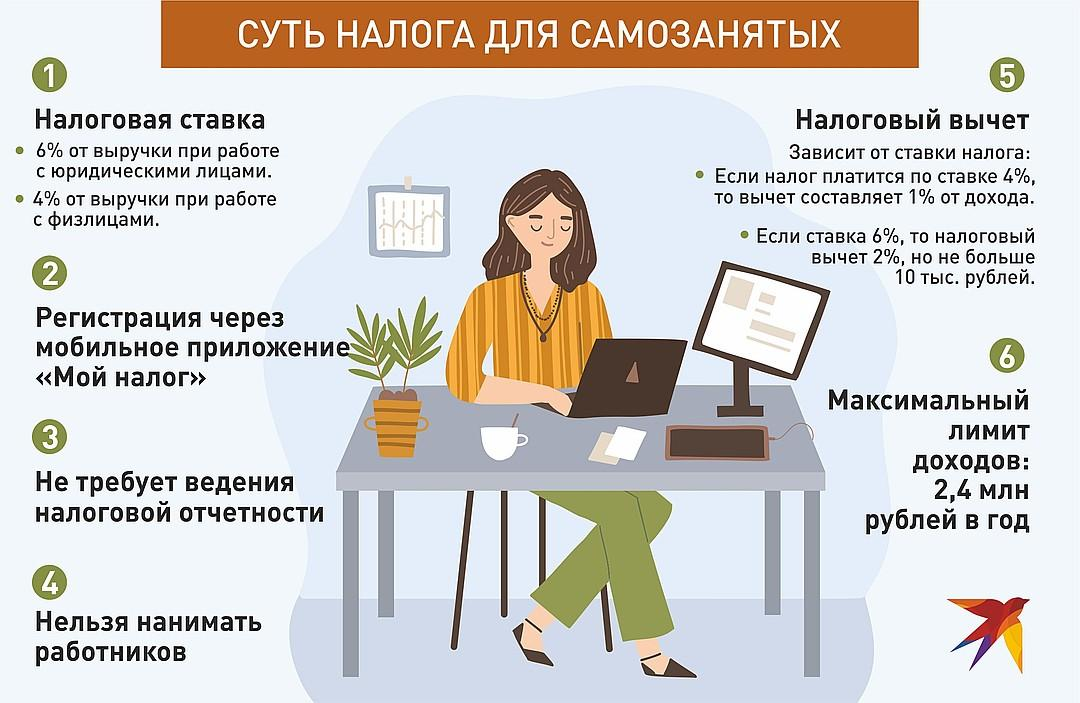 СУТЬ НАЛОГА ДЛЯ САМОЗАНЯТЫХ
1
Налоговая ставка
• 6% от выручки при работе
с юридическими лицами.
• 4% от выручки при работе
с физлицами.
2
Регистрация через
мобильное приложение
«Мой налог»
3
Не требует ведения
налоговой отчетности
4
Нельзя нанимать
работников
5
Налоговый вычет
Зависит от ставки налога:
• Если налог платится по ставке 4%,
то вычет составляет 1% от дохода.
• Если ставка 6%, то налоговый
вычет 2%, но не больше
10 тыс. рублей.
6
Максимальный
лимит
доходов:
2,4 млн
рублей в год